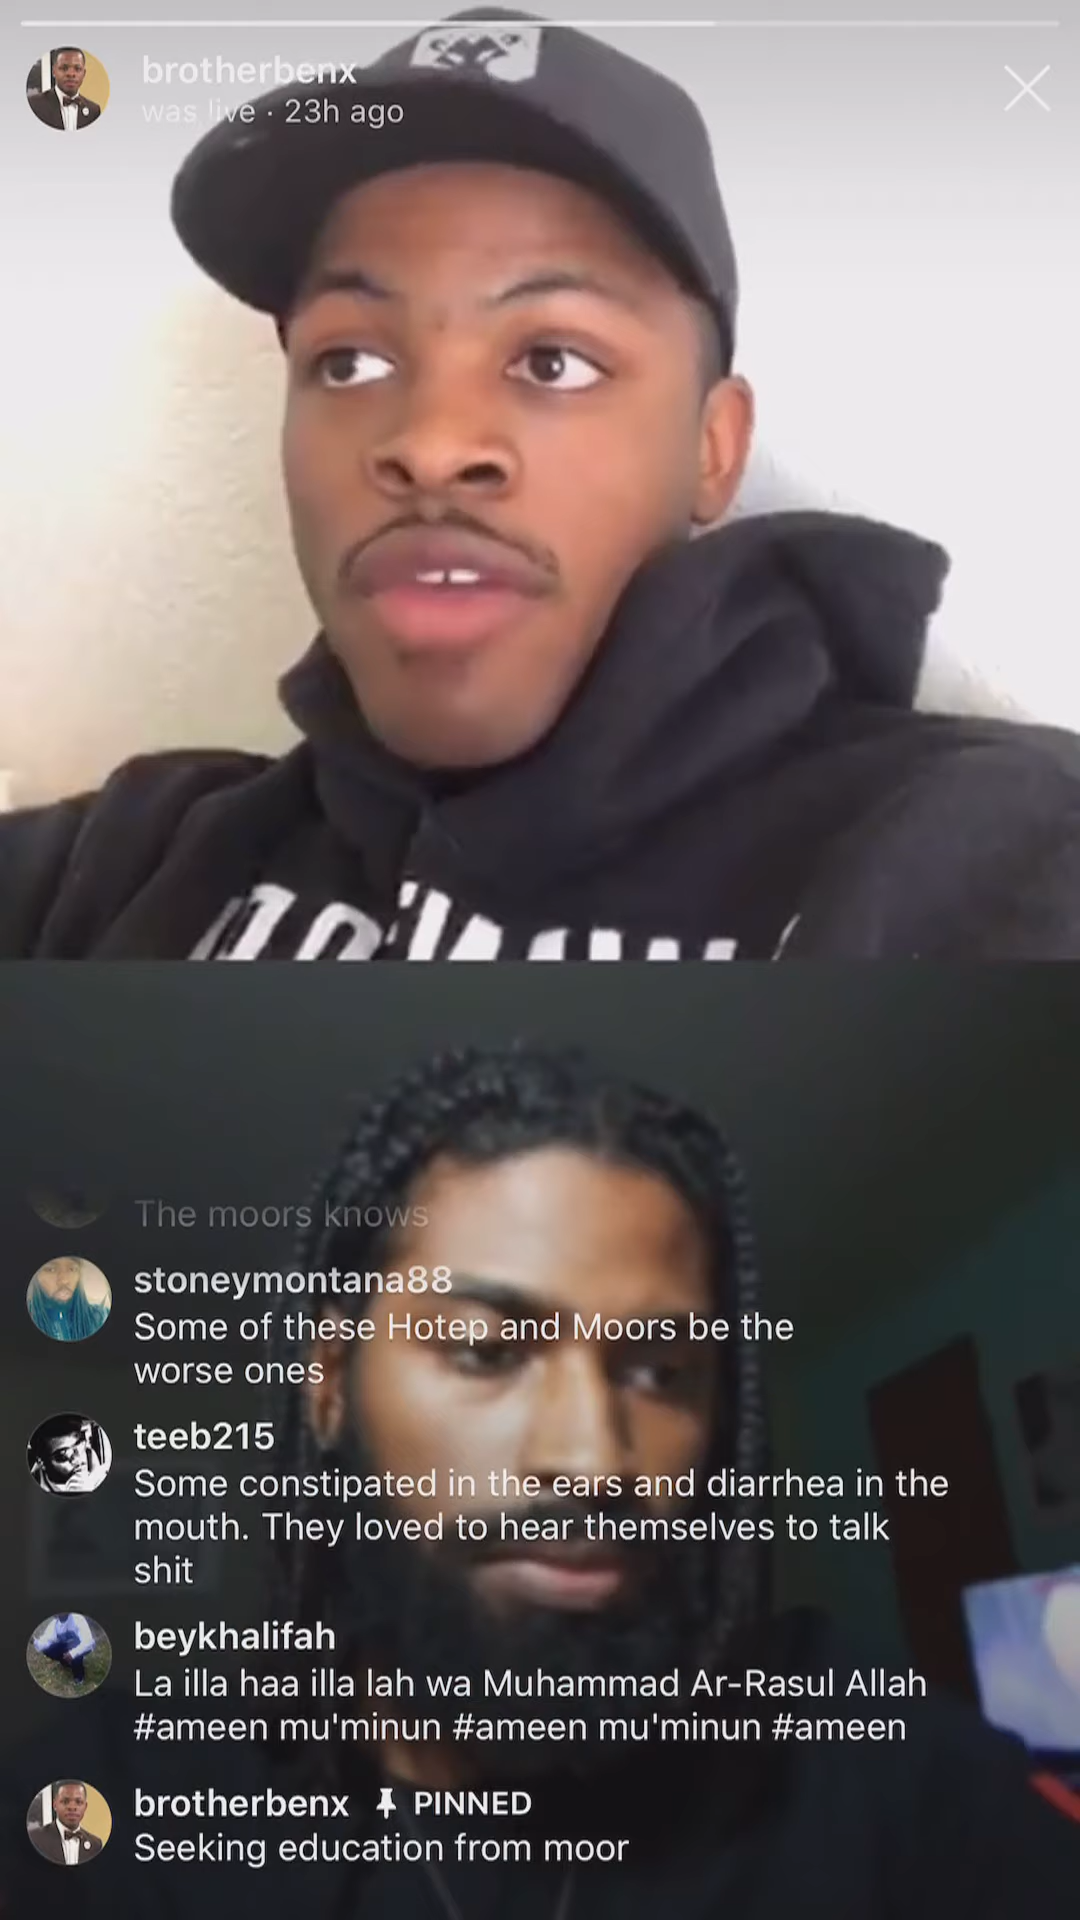 brotherbenx
was live · 23h ago
The moors knows
stoneymontana88
Some of these Hotep and Moors be the
worse ones
teeb215
Some constipated in the ears and diarrhea in the
mouth. They loved to hear themselves to talk
shit
beykhalifah
La illa haa illa lah wa Muhammad Ar-Rasul Allah
#ameen mu'minun #ameen mu'minun #ameen
brotherbenx PINNED
Seeking education from moor